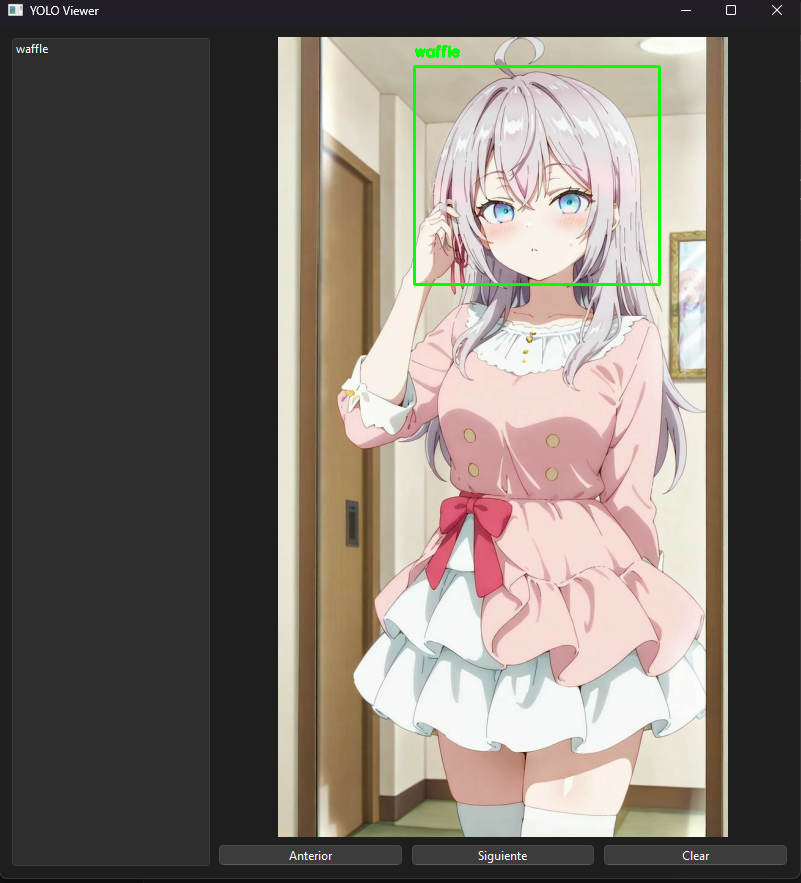 YOLO Viewer
waffle
waffle
Anterior
Siguiente
Clear